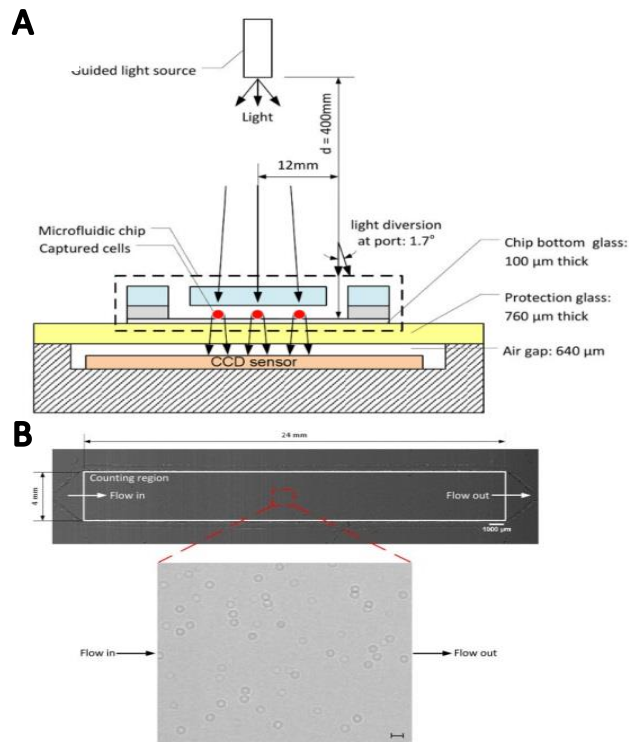 A
Guided light source
Light
d = 400mm
12mm
Microfluidic chip
Captured cells
light diversion
at port: 1.7°
Chip bottom glass:
100 µm thick
Protection glass:
760 µm thick
Air gap: 640 µm
CCD sensor
B
24 mm
4 mm
Counting region
Flow in
Flow out
1000 µm
Flow in
Flow out